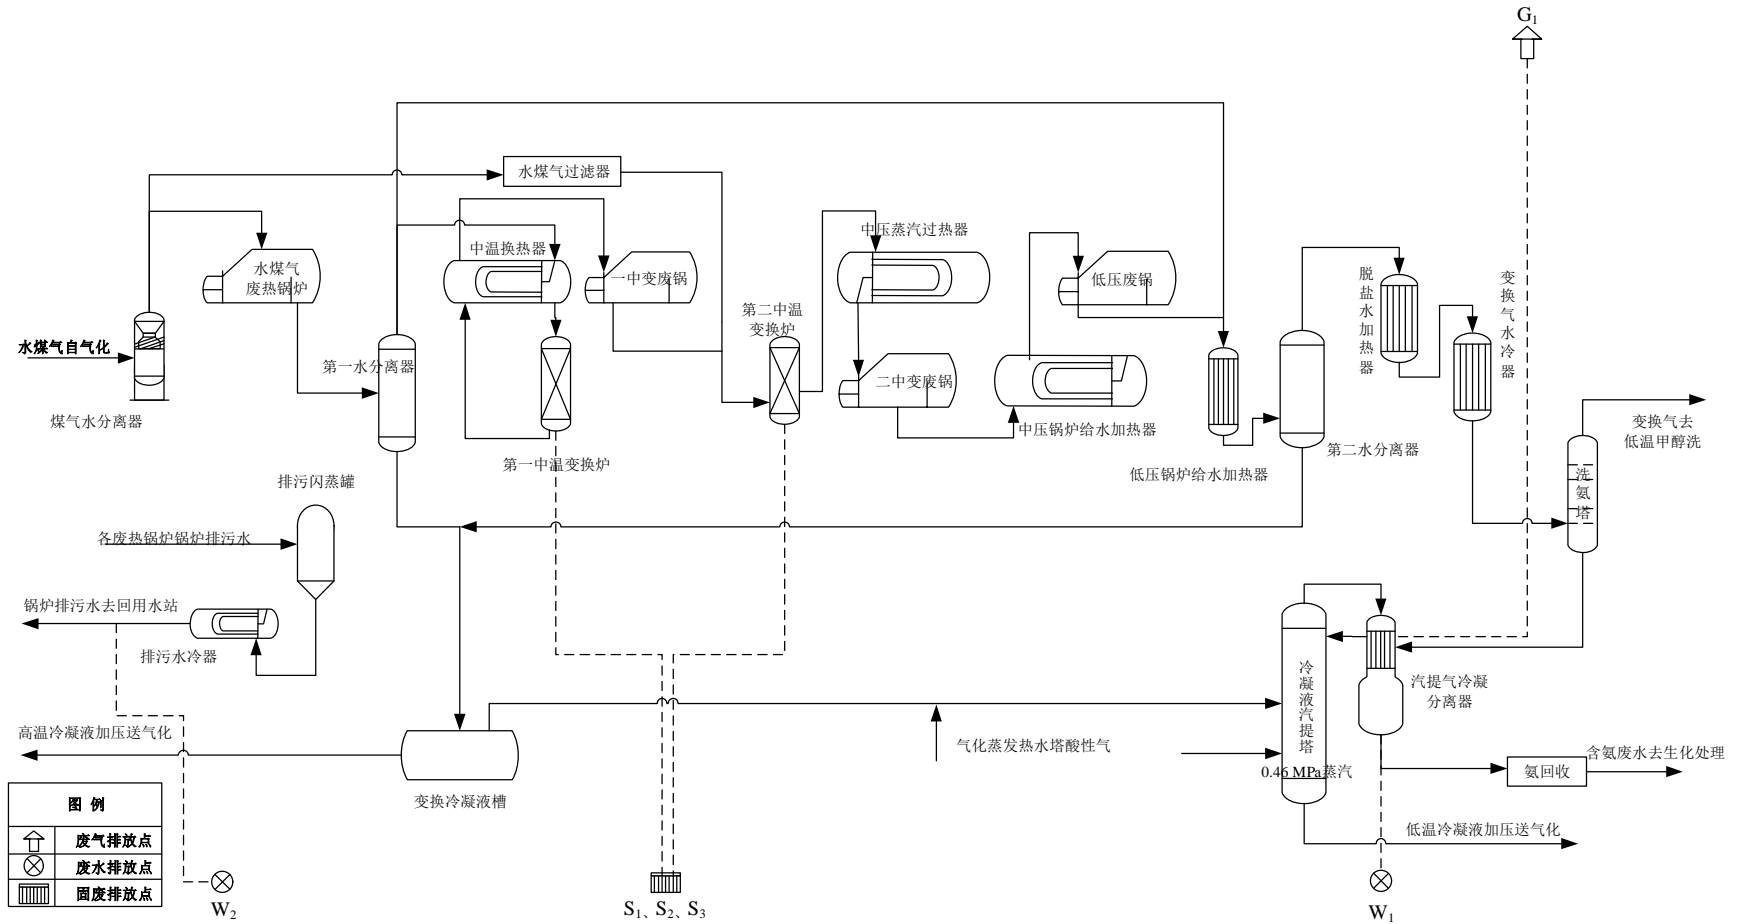 G₁
水煤气过滤器
中温换热器
中压蒸汽过热器
水煤气
废热锅炉
一中变废锅
低压废锅
脱盐水加热器
变换气水冷器
第二中温
变换炉
水煤气自气化
第一水分离器
二中变废锅
煤气水分离器
中压锅炉给水加热器
变换气去
低温甲醇洗
第一中温变换炉
低压锅炉给水加热器
第二水分离器
排污闪蒸罐
洗氨塔
各废热锅炉锅炉排污水
锅炉排污水去回用水站
排污水冷器
冷凝液汽提塔
汽提气冷凝
分离器
高温冷凝液加压送气化
气化蒸发热水塔酸性气
含氨废水去生化处理
0.46 MPa蒸汽
氨回收
变换冷凝液槽
低温冷凝液加压送气化
图 例
废气排放点
废水排放点
固废排放点
W₂
S₁、S₂、S₃
W₁